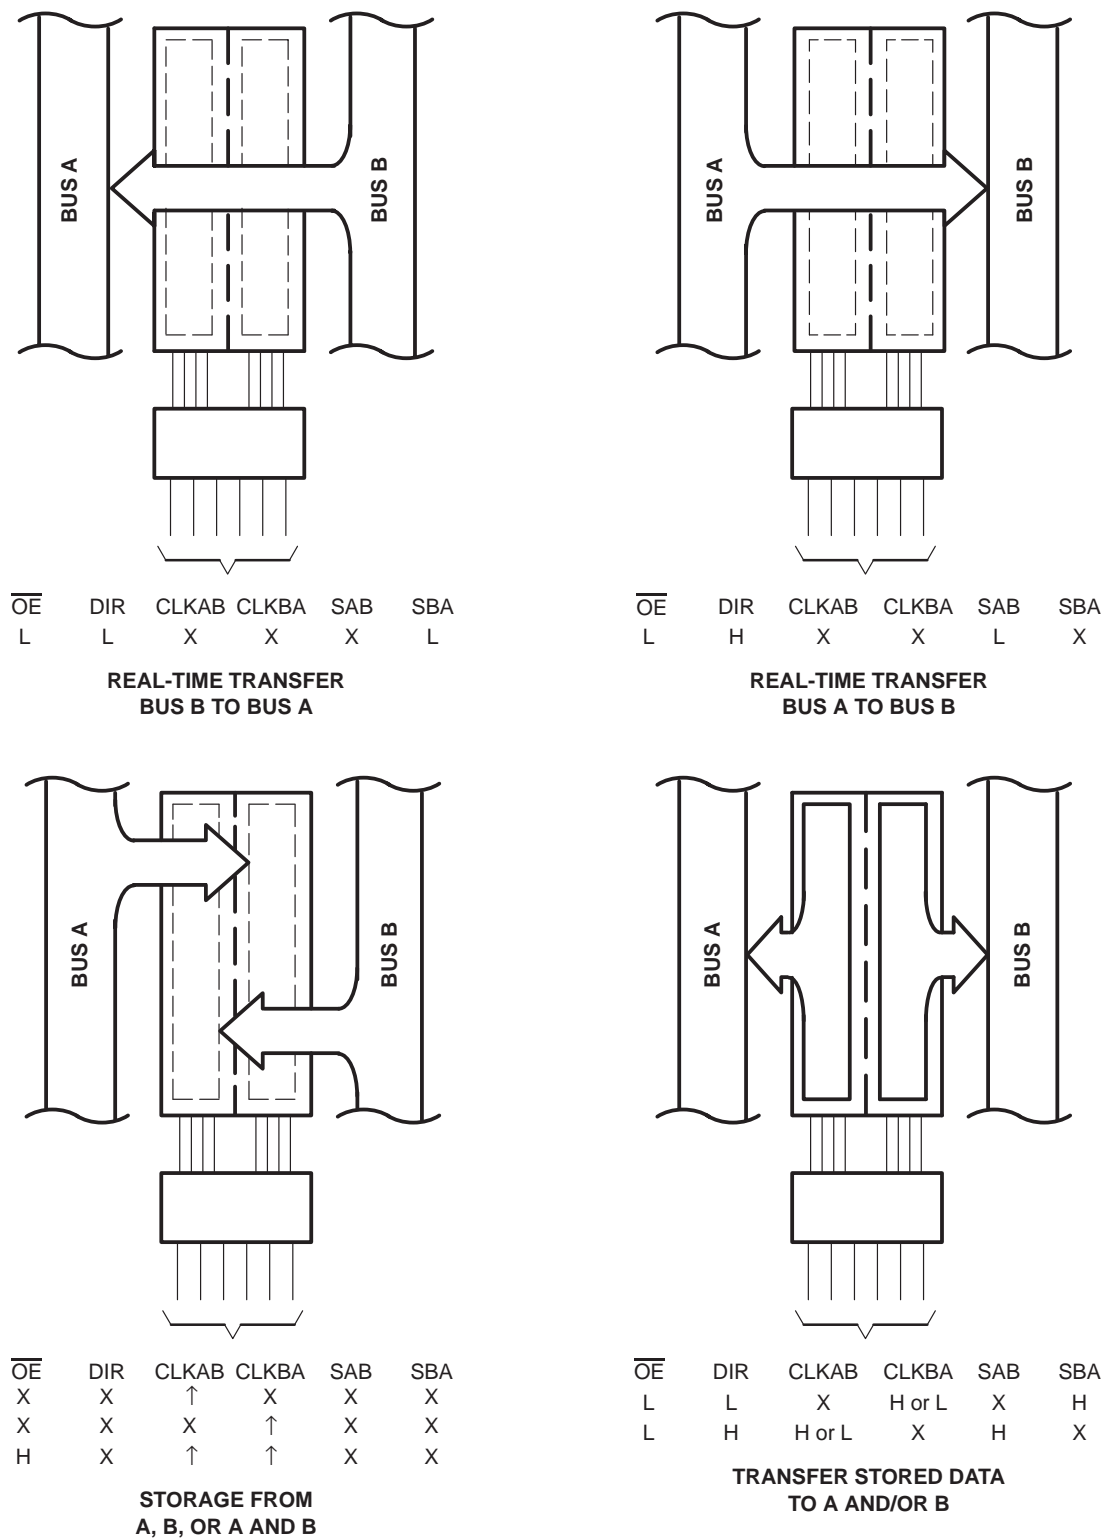 BUS A
BUS B
BUS A
BUS B
OE DIR CLKAB CLKBA SAB SBA
L L X X X L
REAL-TIME TRANSFER
BUS B TO BUS A
OE DIR CLKAB CLKBA SAB SBA
L H X X L X
REAL-TIME TRANSFER
BUS A TO BUS B
BUS A
BUS B
BUS A
BUS B
OE DIR CLKAB CLKBA SAB SBA
X X ↑ X X X
X X X ↑ X X
H X ↑ ↑ X X
STORAGE FROM
A, B, OR A AND B
OE DIR CLKAB CLKBA SAB SBA
L L X H or L X H
L H H or L X H X
TRANSFER STORED DATA
TO A AND/OR B